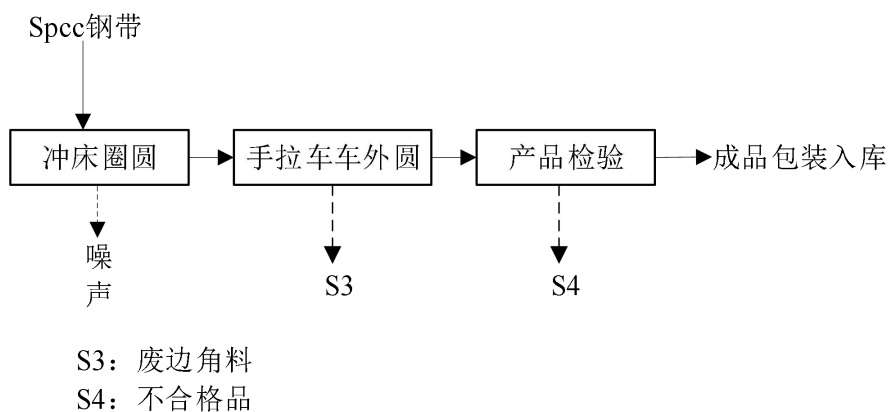 Spcc钢带
冲床圈圆
手拉车车外圆
产品检验
成品包装入库
噪
声
S3
S4
S3：废边角料
S4：不合格品